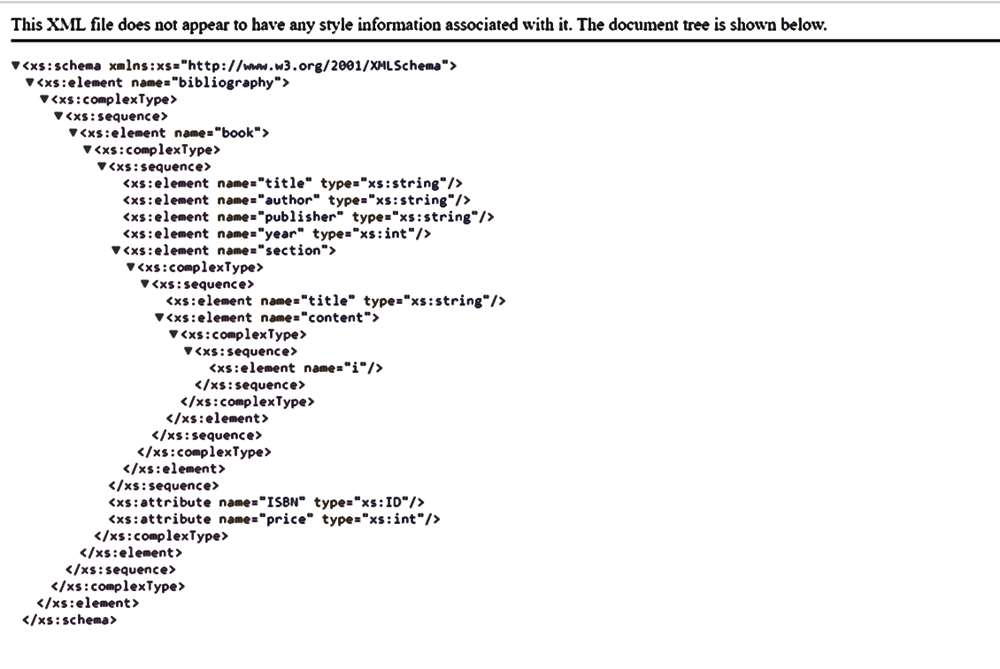 This XML file does not appear to have any style information associated with it. The document tree is shown below.
▼<xs:schema xmlns:xs="http://www.w3.org/2001/XMLSchema">
▼<xs:element name="bibliography">
▼<xs:complexType>
▼<xs:sequence>
▼<xs:element name="book">
▼<xs:complexType>
▼<xs:sequence>
<xs:element name="title" type="xs:string"/>
<xs:element name="author" type="xs:string"/>
<xs:element name="publisher" type="xs:string"/>
<xs:element name="year" type="xs:int"/>
▼<xs:element name="section">
▼<xs:complexType>
▼<xs:sequence>
<xs:element name="title" type="xs:string"/>
▼<xs:element name="content">
▼<xs:complexType>
▼<xs:sequence>
<xs:element name="i"/>
</xs:sequence>
</xs:complexType>
</xs:element>
</xs:sequence>
</xs:complexType>
</xs:element>
</xs:sequence>
<xs:attribute name="ISBN" type="xs:ID"/>
<xs:attribute name="price" type="xs:int"/>
</xs:complexType>
</xs:element>
</xs:sequence>
</xs:complexType>
</xs:element>
</xs:schema>